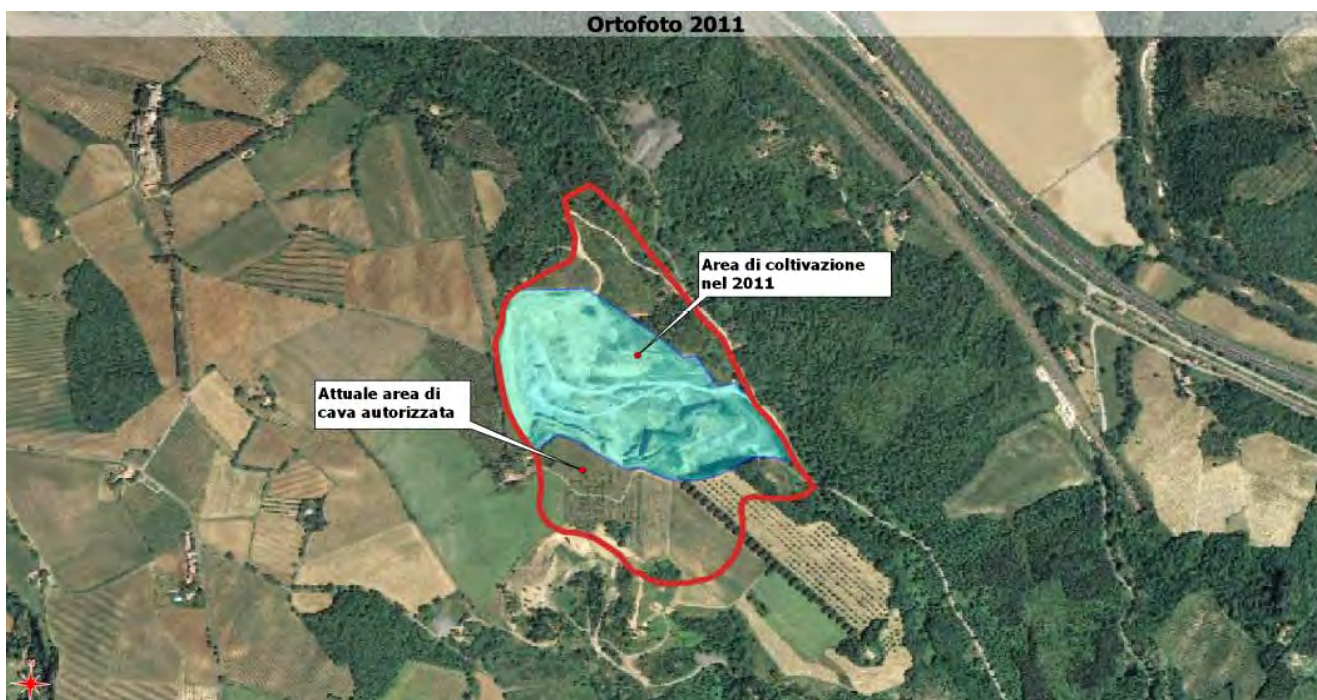 Ortofoto 2011
Area di coltivazione
nel 2011
Attuale area di
cava autorizzata